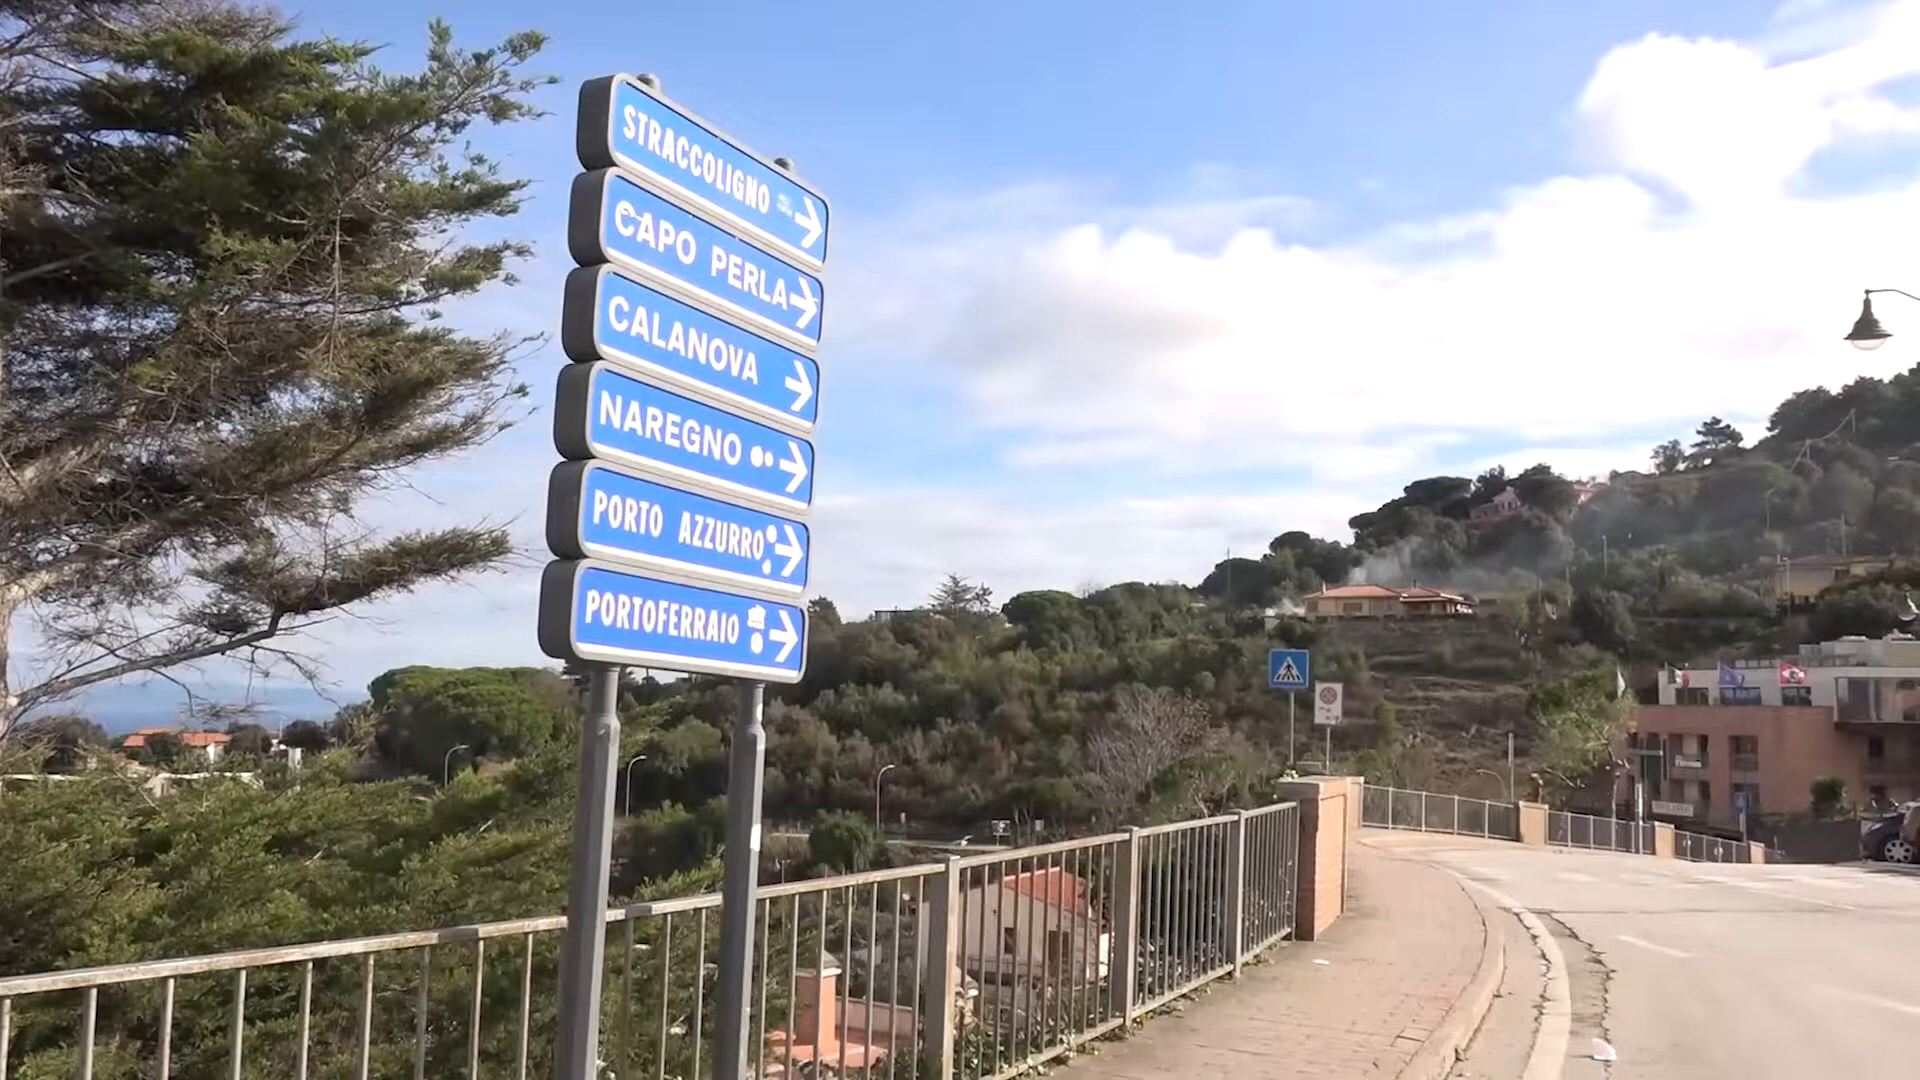 STRACCOLIGNO
CAPO PERLA
CALANOVA
NAREGNO
PORTO AZZURRO
PORTOFERRAIO